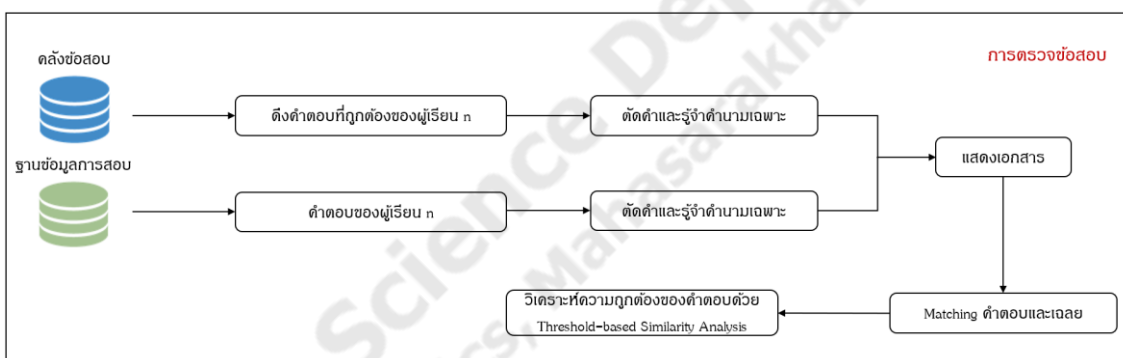 คลังข้อสอบ
การตรวจข้อสอบ
ดึงคำตอบที่ถูกต้องของผู้เรียน n
ตัดคำและรู้จำคำนามเฉพาะ
แสดงเอกสาร
ฐานข้อมูลการสอบ
คำตอบของผู้เรียน n
ตัดคำและรู้จำคำนามเฉพาะ
วิเคราะห์ความถูกต้องของคำตอบด้วย
Threshold-based Similarity Analysis
Matching คำตอบและเฉลย
Science De
cs, Mahasarakha